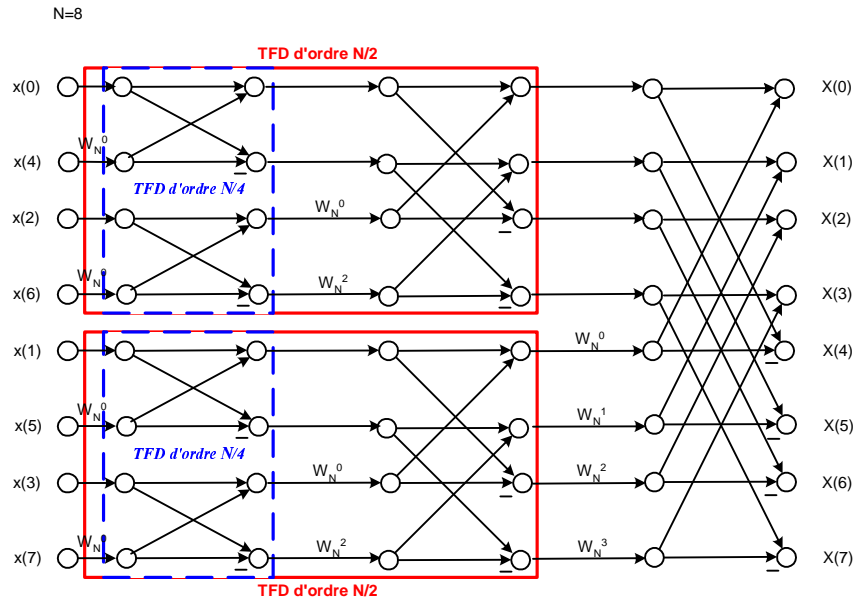 N=8
TFD d'ordre N/2
x(0) X(0)
W_N^0
x(4) X(1)
TFD d'ordre N/4
x(2) W_N^0 X(2)
W_N^0
x(6) W_N^2 X(3)
x(1) W_N^0 X(4)
W_N^0
x(5) W_N^1 X(5)
TFD d'ordre N/4
x(3) W_N^0 W_N^2 X(6)
W_N^0
x(7) W_N^2 W_N^3 X(7)
TFD d'ordre N/2